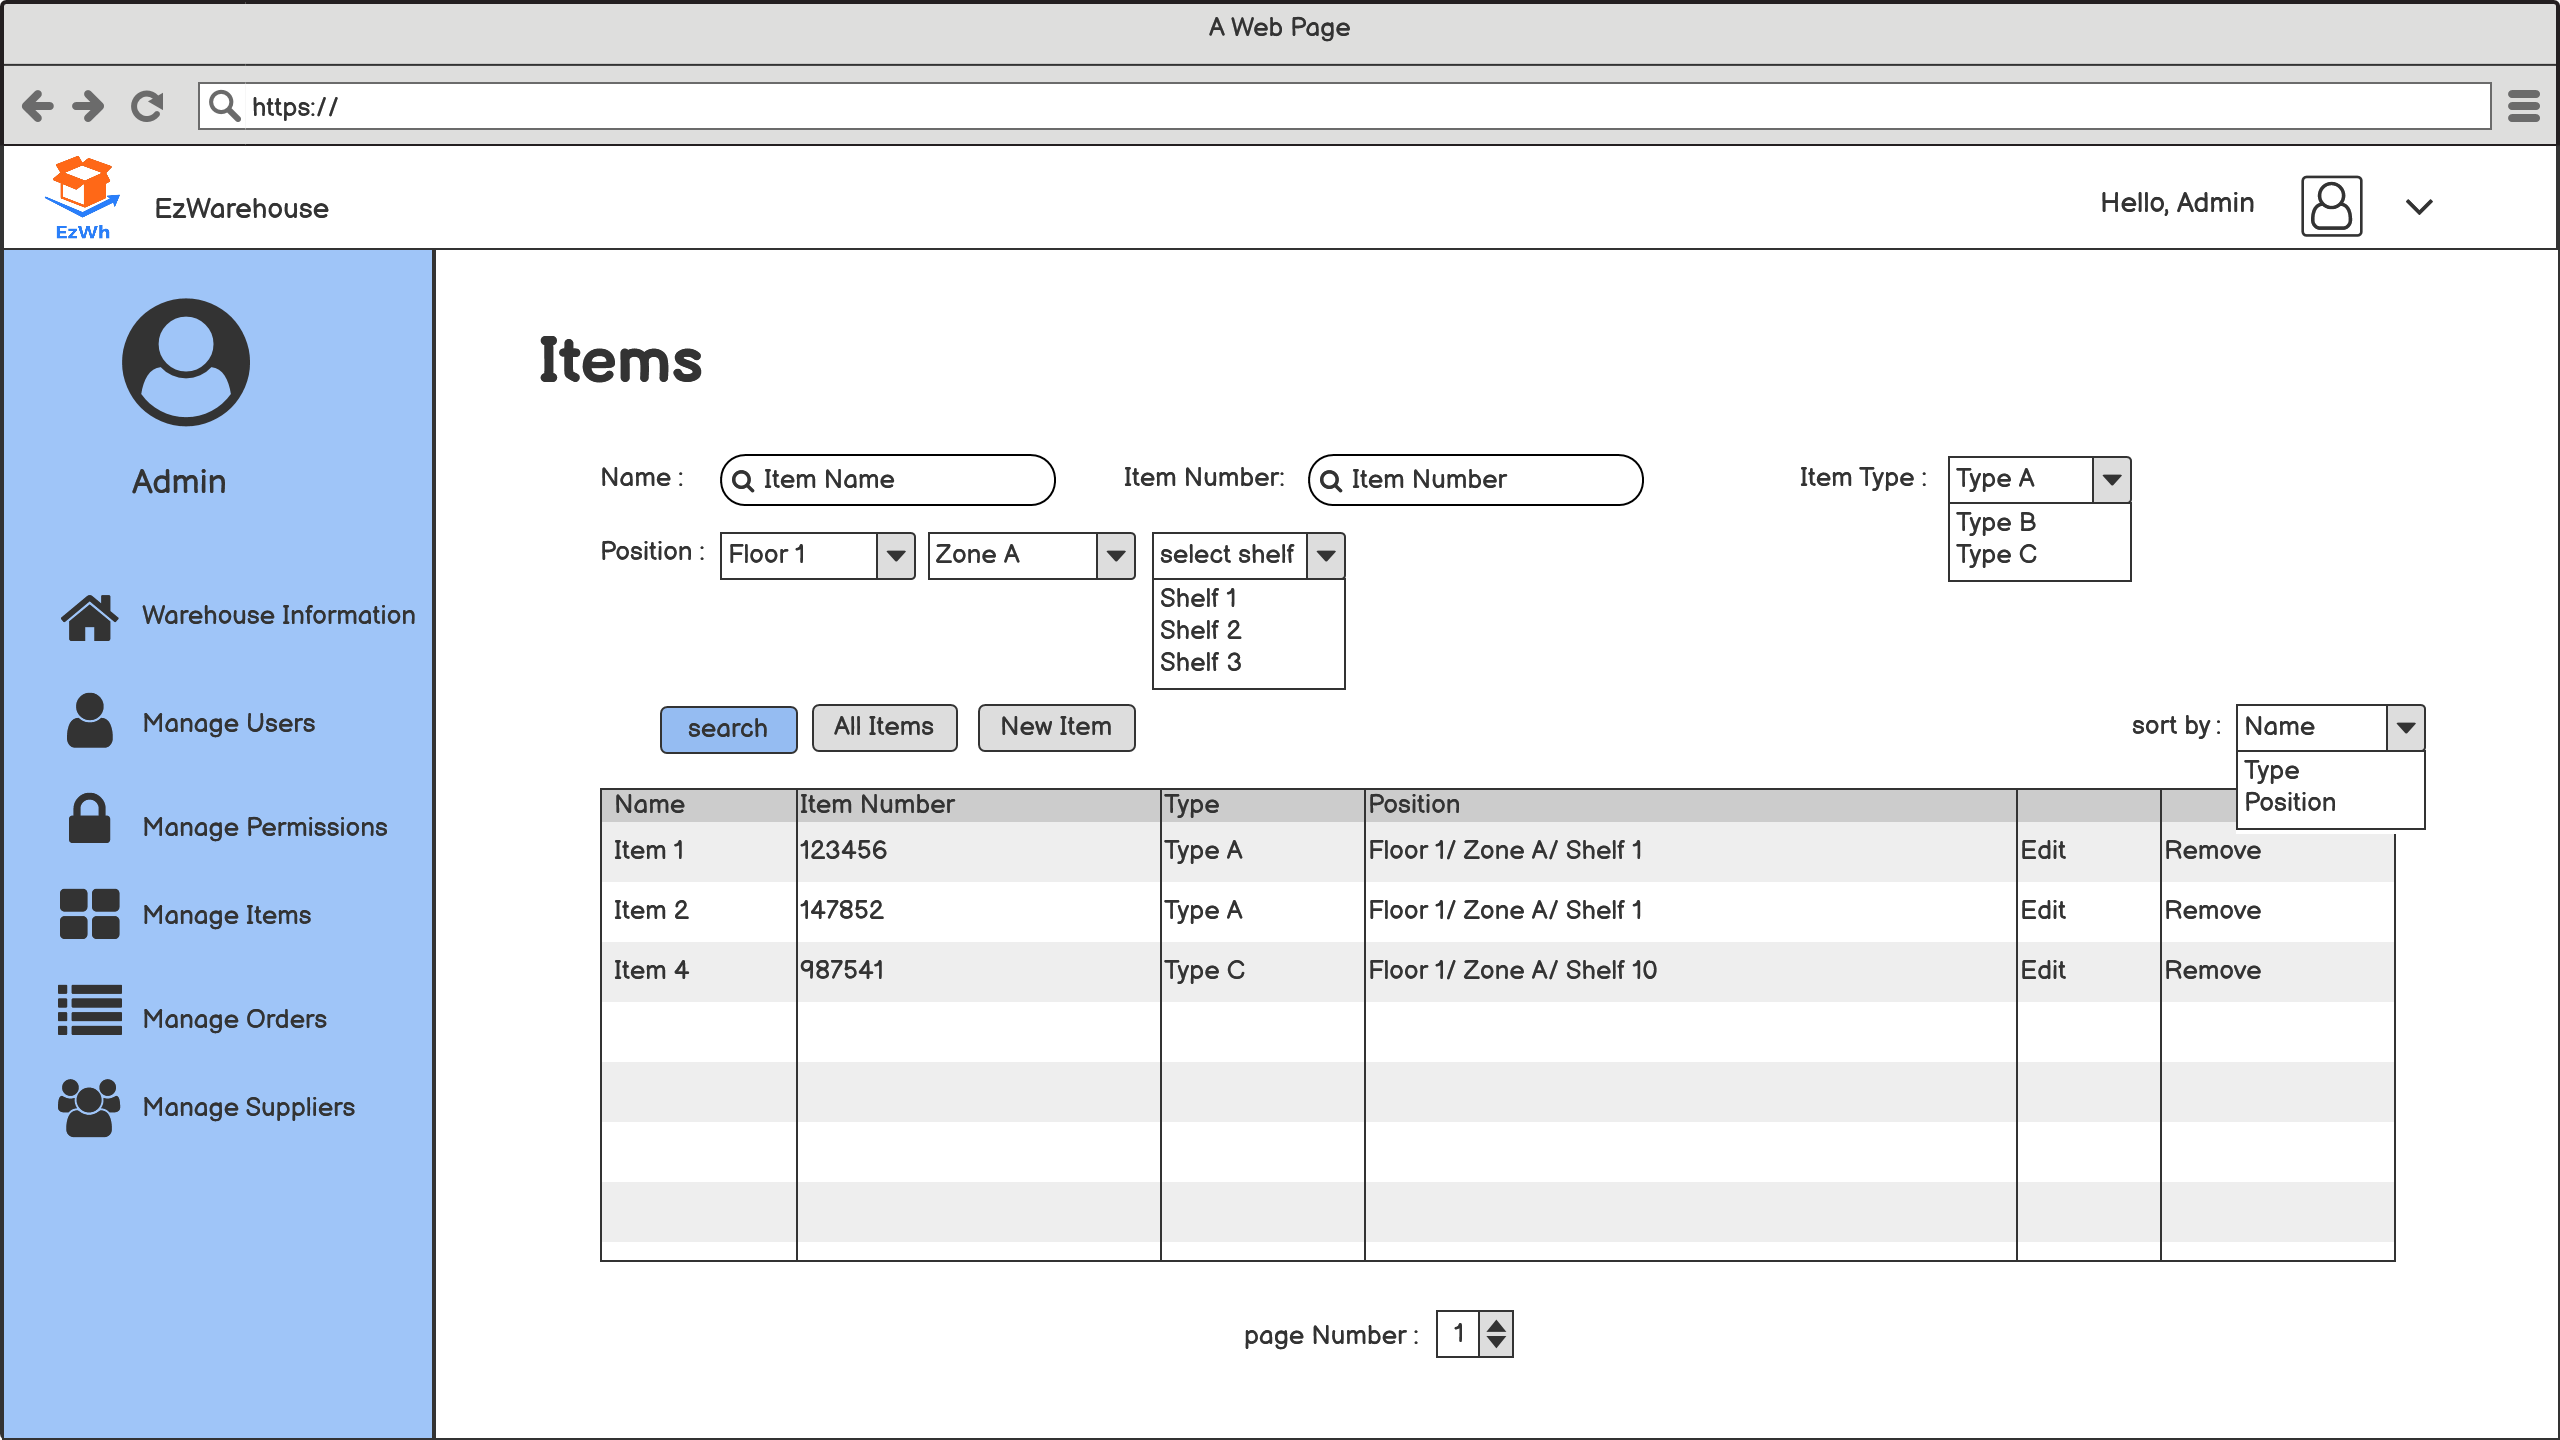 A Web Page
https://
EzWh
EzWarehouse
Hello, Admin
Admin
Warehouse Information
Manage Users
Manage Permissions
Manage Items
Manage Orders
Manage Suppliers
Items
Name : Item Name Item Number: Item Number Item Type : Type A
Type B
Type C
Position : Floor 1 Zone A select shelf
Shelf 1
Shelf 2
Shelf 3
search All Items New Item sort by : Name
Type
Position
Name Item Number Type Position
Item 1 123456 Type A Floor 1/ Zone A/ Shelf 1 Edit Remove
Item 2 147852 Type A Floor 1/ Zone A/ Shelf 1 Edit Remove
Item 4 987541 Type C Floor 1/ Zone A/ Shelf 10 Edit Remove
page Number : 1